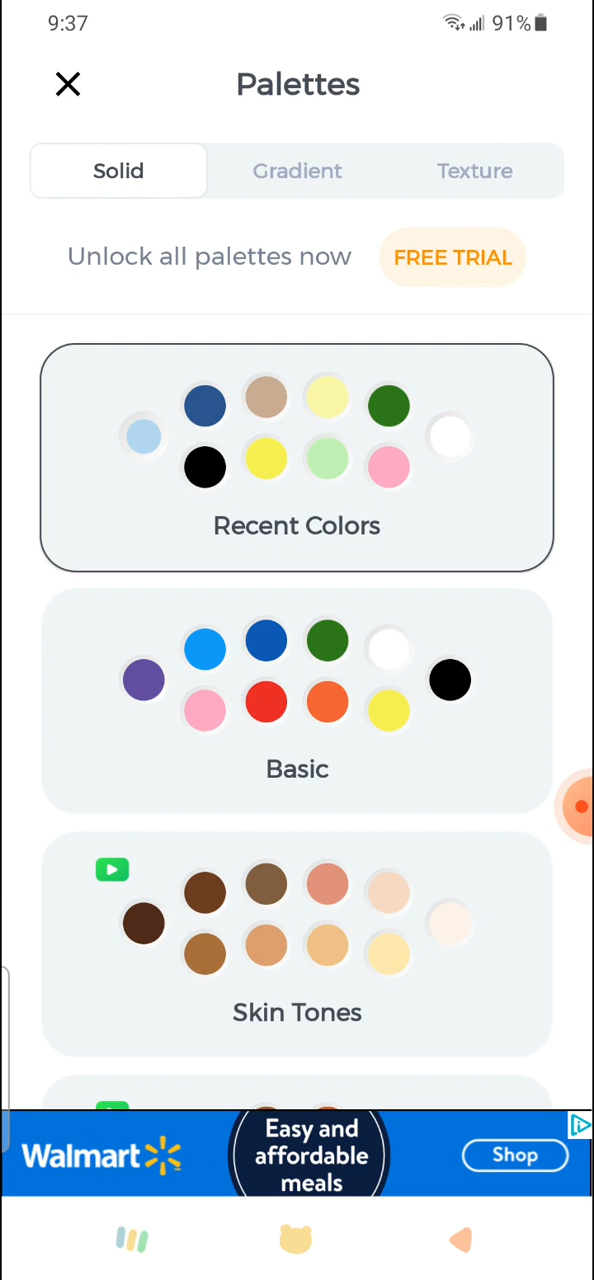 9:37 91%
Palettes
Solid Gradient Texture
Unlock all palettes now FREE TRIAL
Recent Colors
Basic
Skin Tones
Walmart
Easy and
affordable
meals
Shop